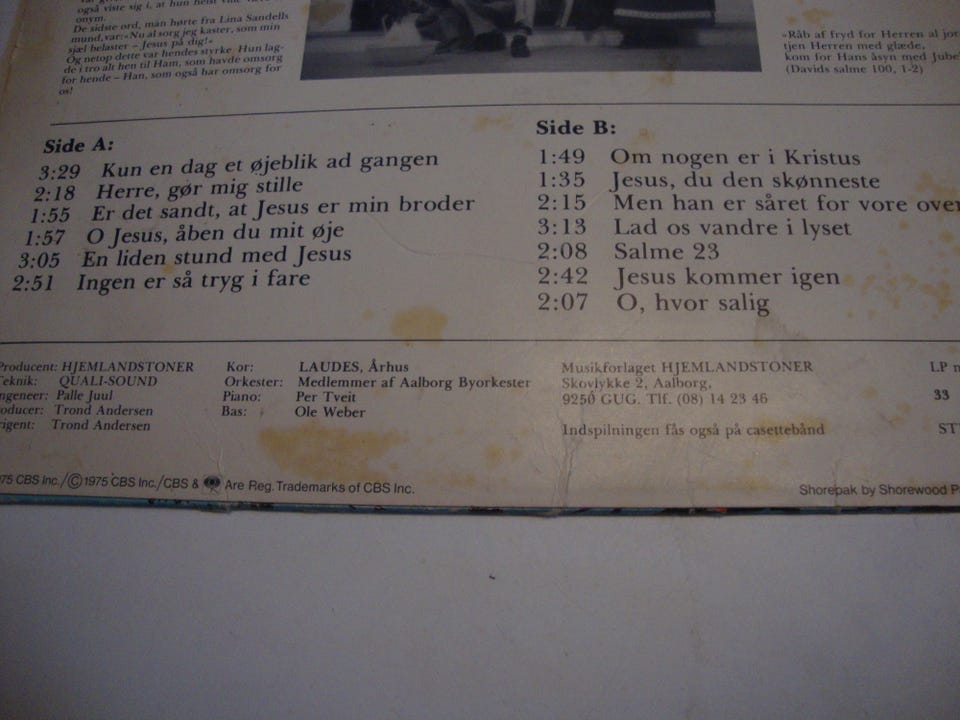 også viste sig i, at hun helst ville
onym.
De sidste ord, man hørte fra Lina Sandells
mund, var: »Nu al sorg jeg kaster, som min
sjæl belaster – Jesus på dig!«
Og netop dette var hendes styrke. Hun lag-
de i tro alt hen til Ham, som havde omsorg
for hende – Han, som også har omsorg for
os!
»Råb af fryd for Herren al jor
tjen Herren med glæde,
kom for Hans åsyn med Jube
(Davids salme 100, 1-2)
Side A:
3:29 Kun en dag et øjeblik ad gangen
2:18 Herre, gør mig stille
1:55 Er det sandt, at Jesus er min broder
1:57 O Jesus, åben du mit øje
3:05 En liden stund med Jesus
2:51 Ingen er så tryg i fare
Side B:
1:49 Om nogen er i Kristus
1:35 Jesus, du den skønneste
2:15 Men han er såret for vore over
3:13 Lad os vandre i lyset
2:08 Salme 23
2:42 Jesus kommer igen
2:07 O, hvor salig
Producent: HJEMLANDSTONER
Teknik: QUALI-SOUND
ngeneer: Palle Juul
oducer: Trond Andersen
rigent: Trond Andersen
Kor: LAUDES, Århus
Orkester: Medlemmer af Aalborg Byorkester
Piano: Per Tveit
Bas: Ole Weber
Musikforlaget HJEMLANDSTONER
Skovlykke 2, Aalborg,
9250 GUG. Tlf. (08) 14 23 46
Indspilningen fås også på casettebånd
LP n
33
ST
75 CBS Inc./Ⓒ 1975 CBS Inc./CBS & Are Reg. Trademarks of CBS Inc.
Shorepak by Shorewood P